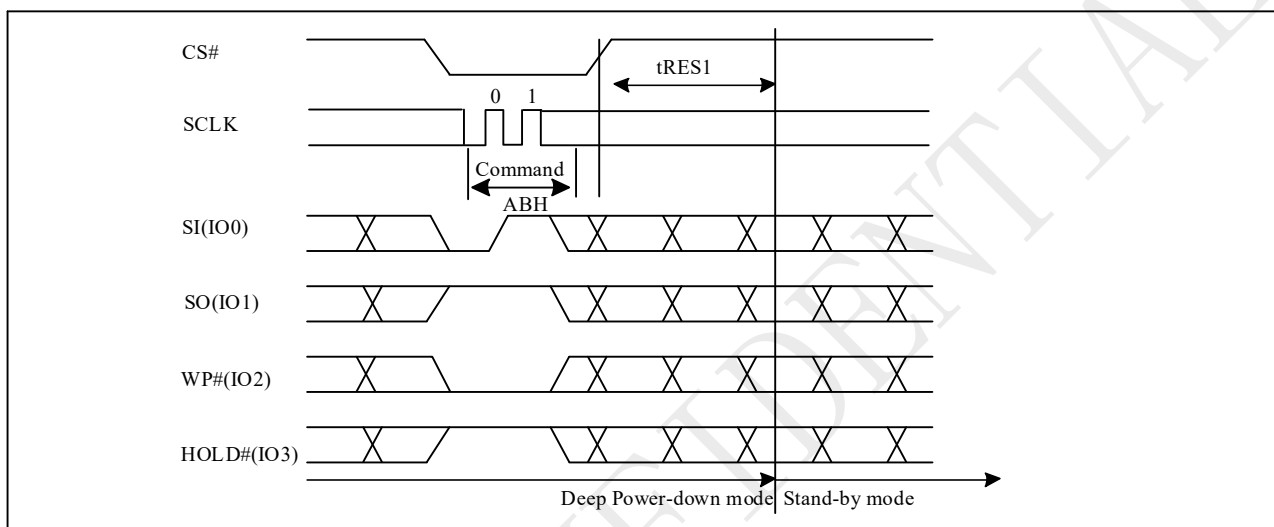 CS#
tRES1
0 1
SCLK
Command
ABH
SI(IO0)
SO(IO1)
WP#(IO2)
HOLD#(IO3)
Deep Power-down mode Stand-by mode
IDENTIAL